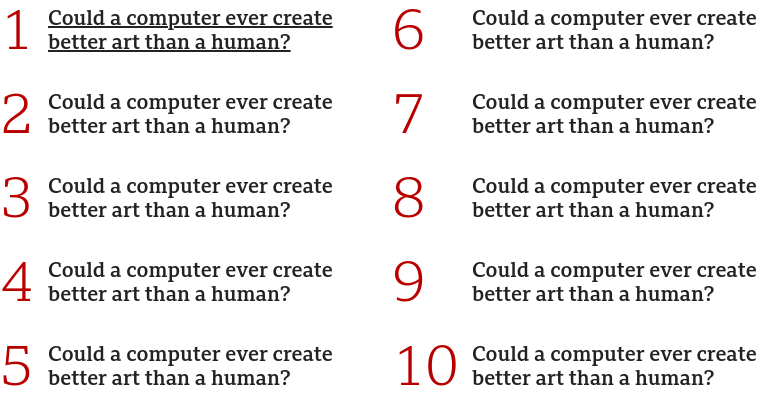 1 Could a computer ever create
better art than a human?
2 Could a computer ever create
better art than a human?
3 Could a computer ever create
better art than a human?
4 Could a computer ever create
better art than a human?
5 Could a computer ever create
better art than a human?
6 Could a computer ever create
better art than a human?
7 Could a computer ever create
better art than a human?
8 Could a computer ever create
better art than a human?
9 Could a computer ever create
better art than a human?
10 Could a computer ever create
better art than a human?